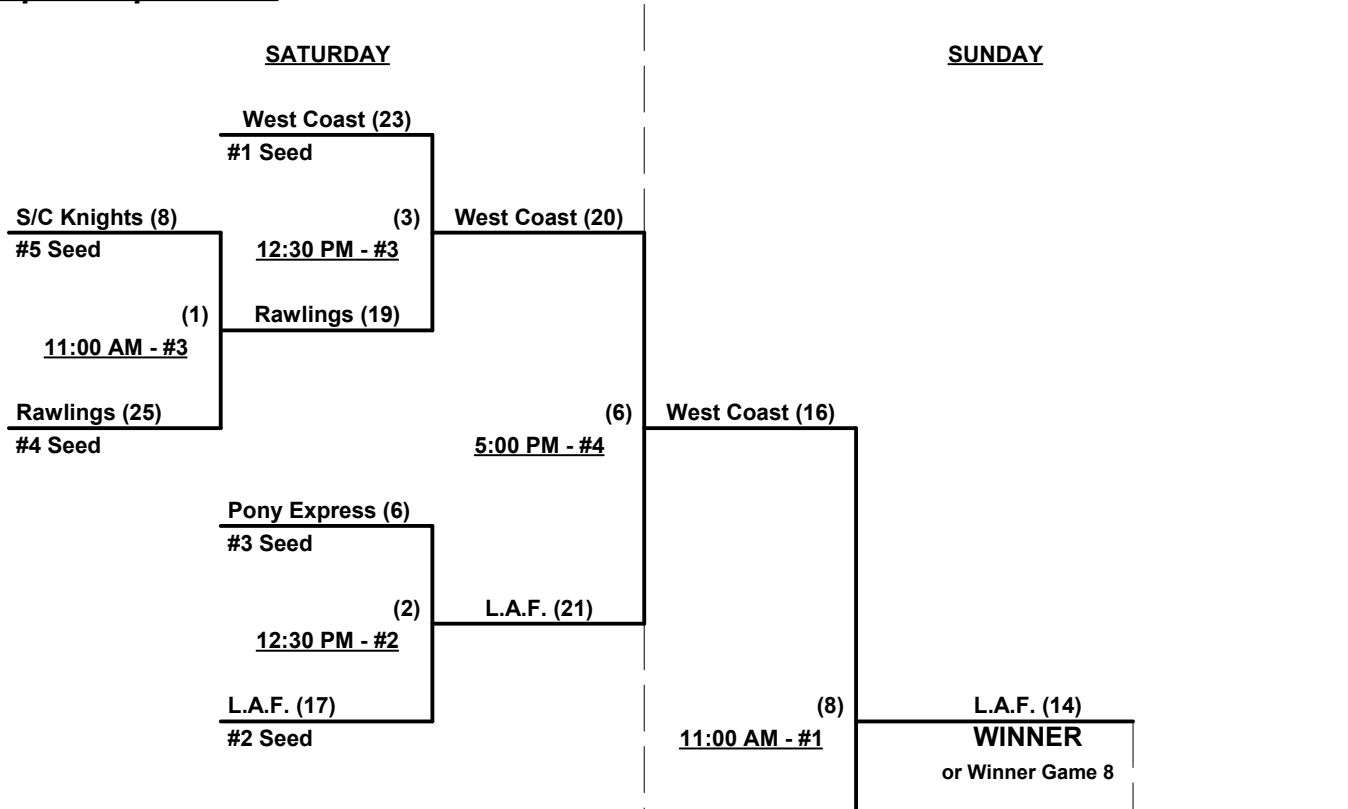 SATURDAY
SUNDAY
West Coast (23)
#1 Seed
S/C Knights (8)
(3)
West Coast (20)
#5 Seed
12:30 PM - #3
(1)
Rawlings (19)
11:00 AM - #3
Rawlings (25)
(6)
West Coast (16)
#4 Seed
5:00 PM - #4
Pony Express (6)
#3 Seed
(2)
L.A.F. (21)
12:30 PM - #2
L.A.F. (17)
(8)
L.A.F. (14)
#2 Seed
11:00 AM - #1
WINNER
or Winner Game 8